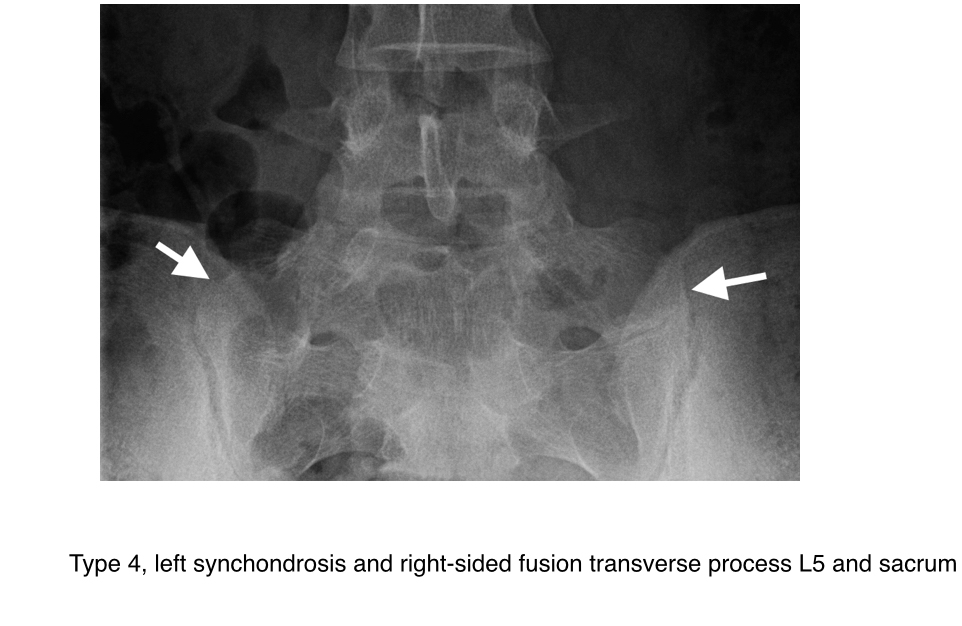 Type 4, left synchondrosis and right-sided fusion transverse process L5 and sacrum